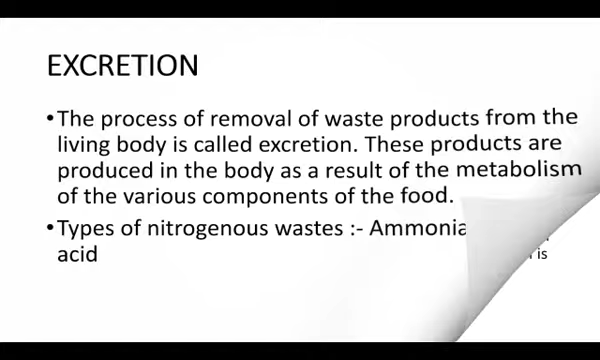 EXCRETION
•The process of removal of waste products from the
living body is called excretion. These products are
produced in the body as a result of the metabolism
of the various components of the food.
•Types of nitrogenous wastes :- Ammonia
acid
is